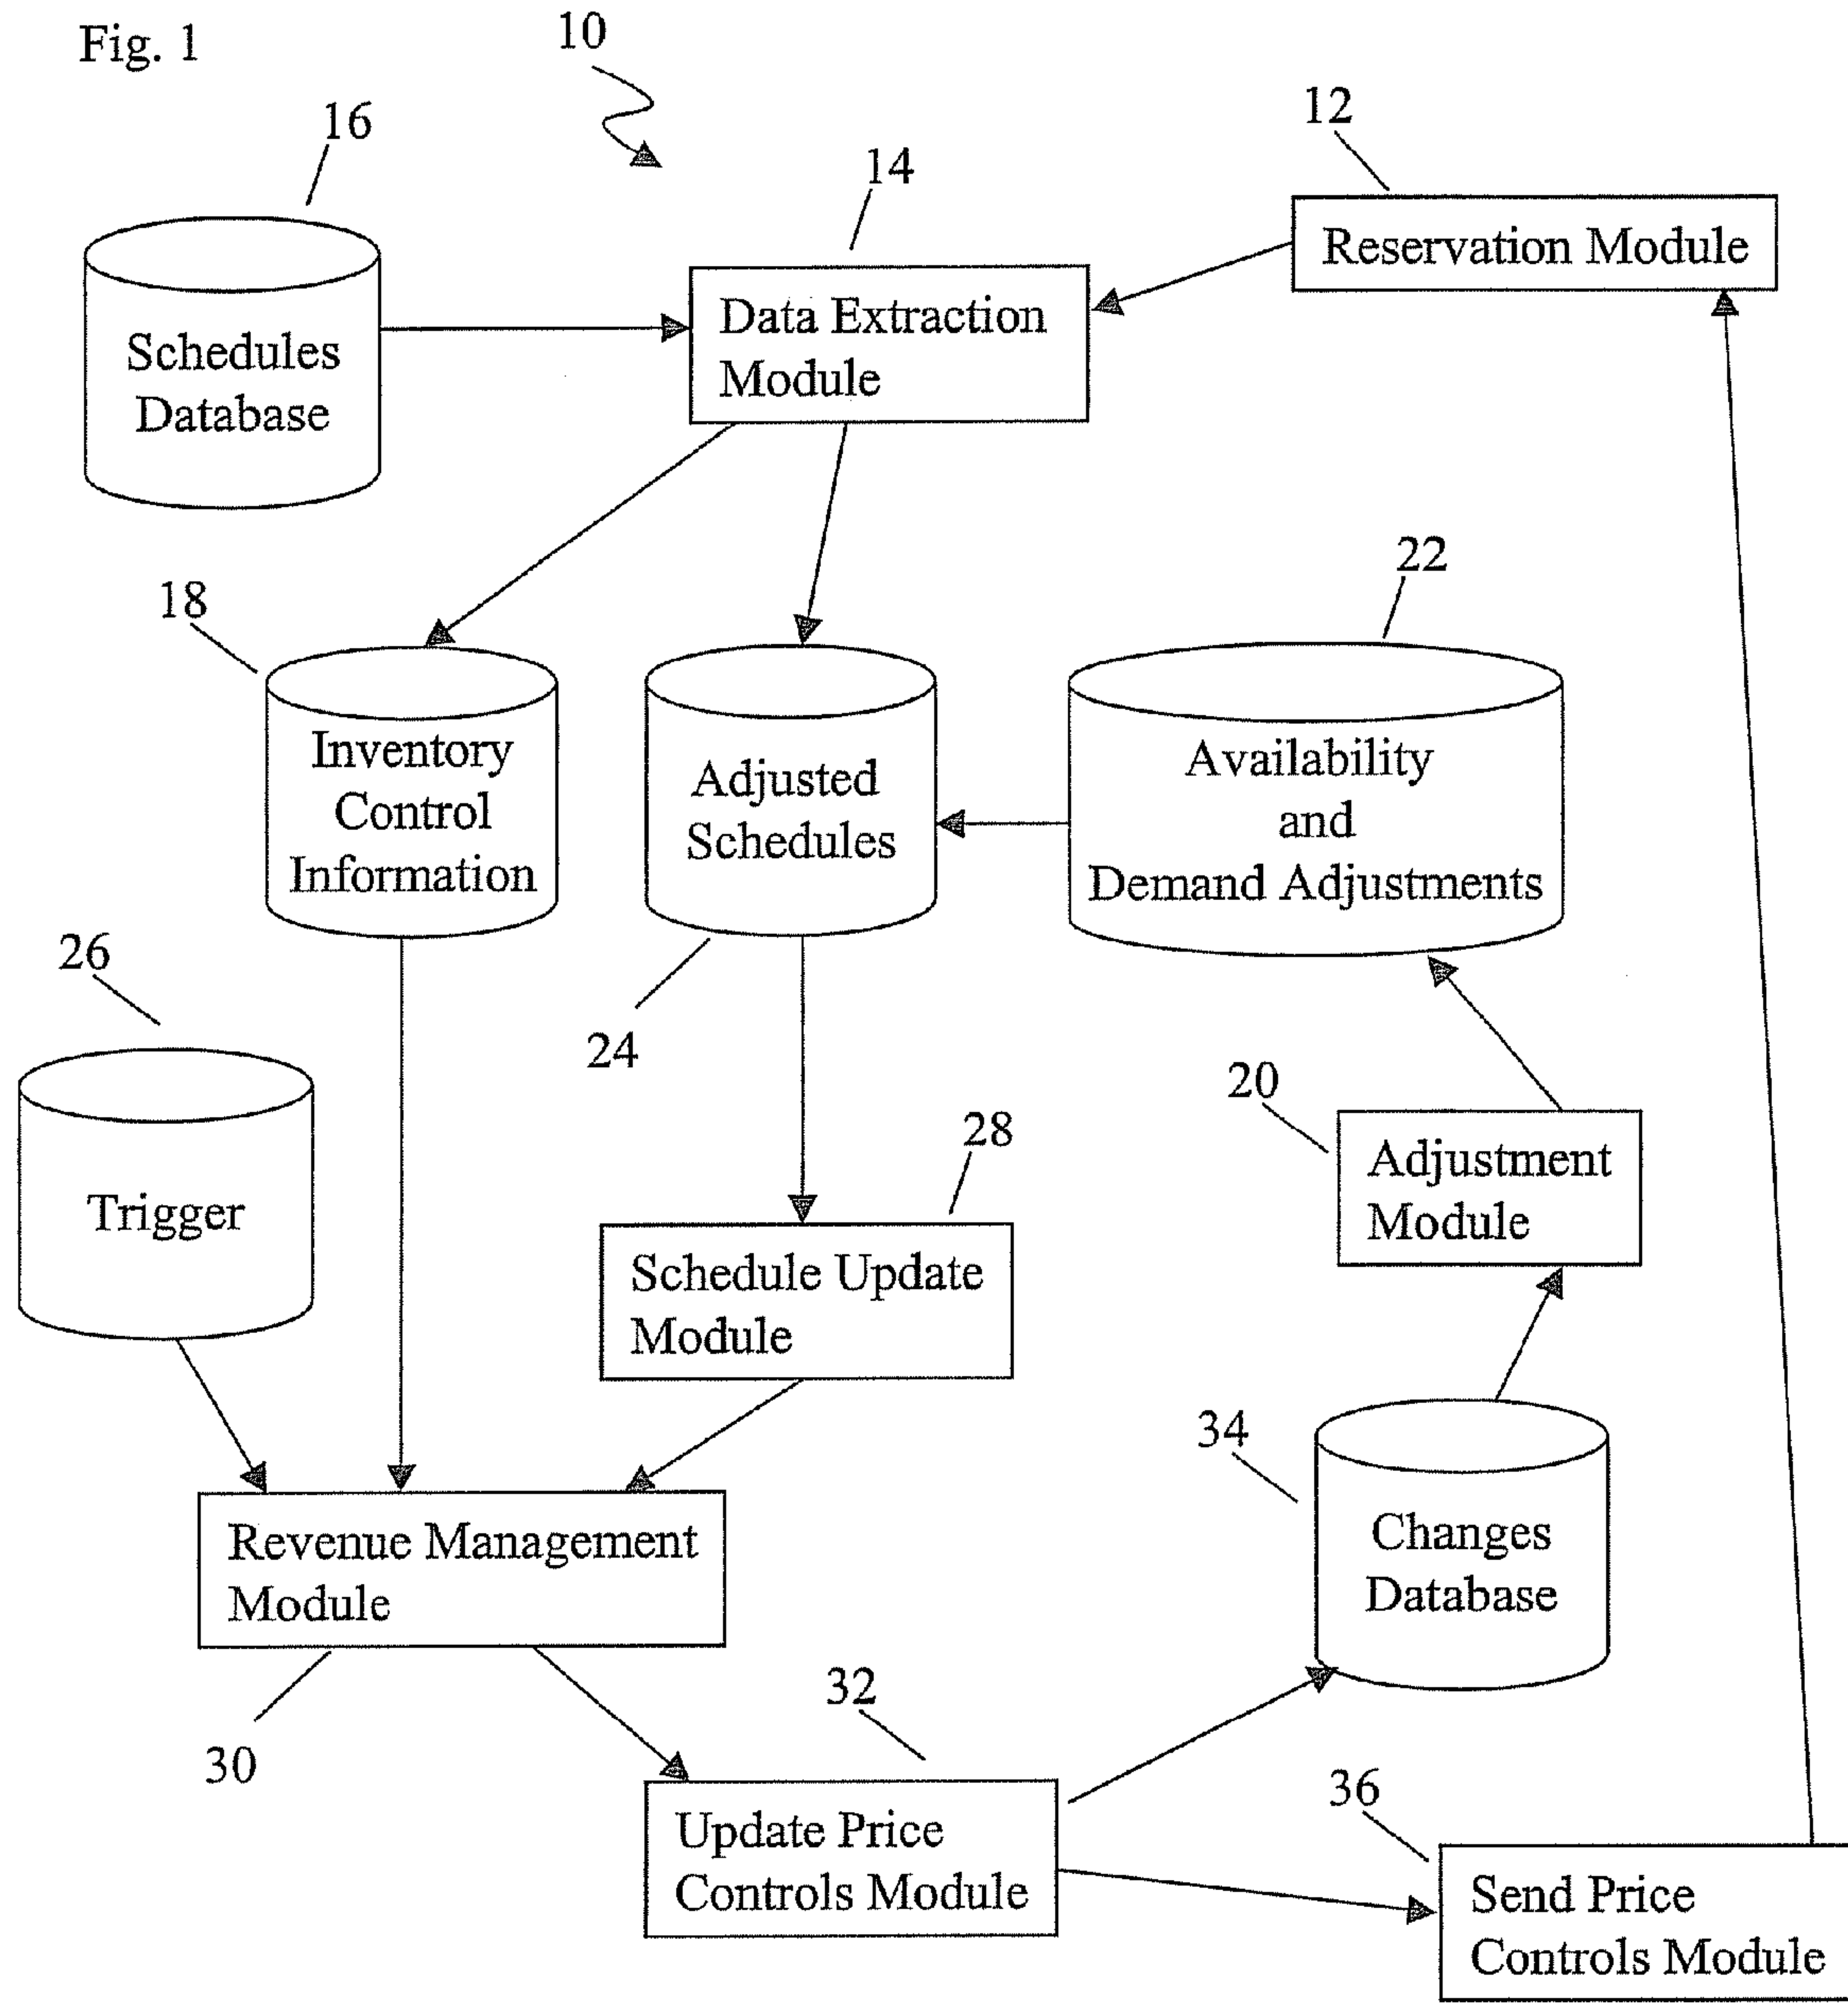 Fig. 1
10
16
12
14
Reservation Module
Data Extraction
Module
Schedules
Database
22
18
Inventory
Control
Information
Adjusted
Schedules
Availability
and
Demand Adjustments
26
24
20
28
Adjustment
Module
Trigger
Schedule Update
Module
34
Changes
Database
Revenue Management
Module
32
30
36
Update Price
Controls Module
Send Price
Controls Module